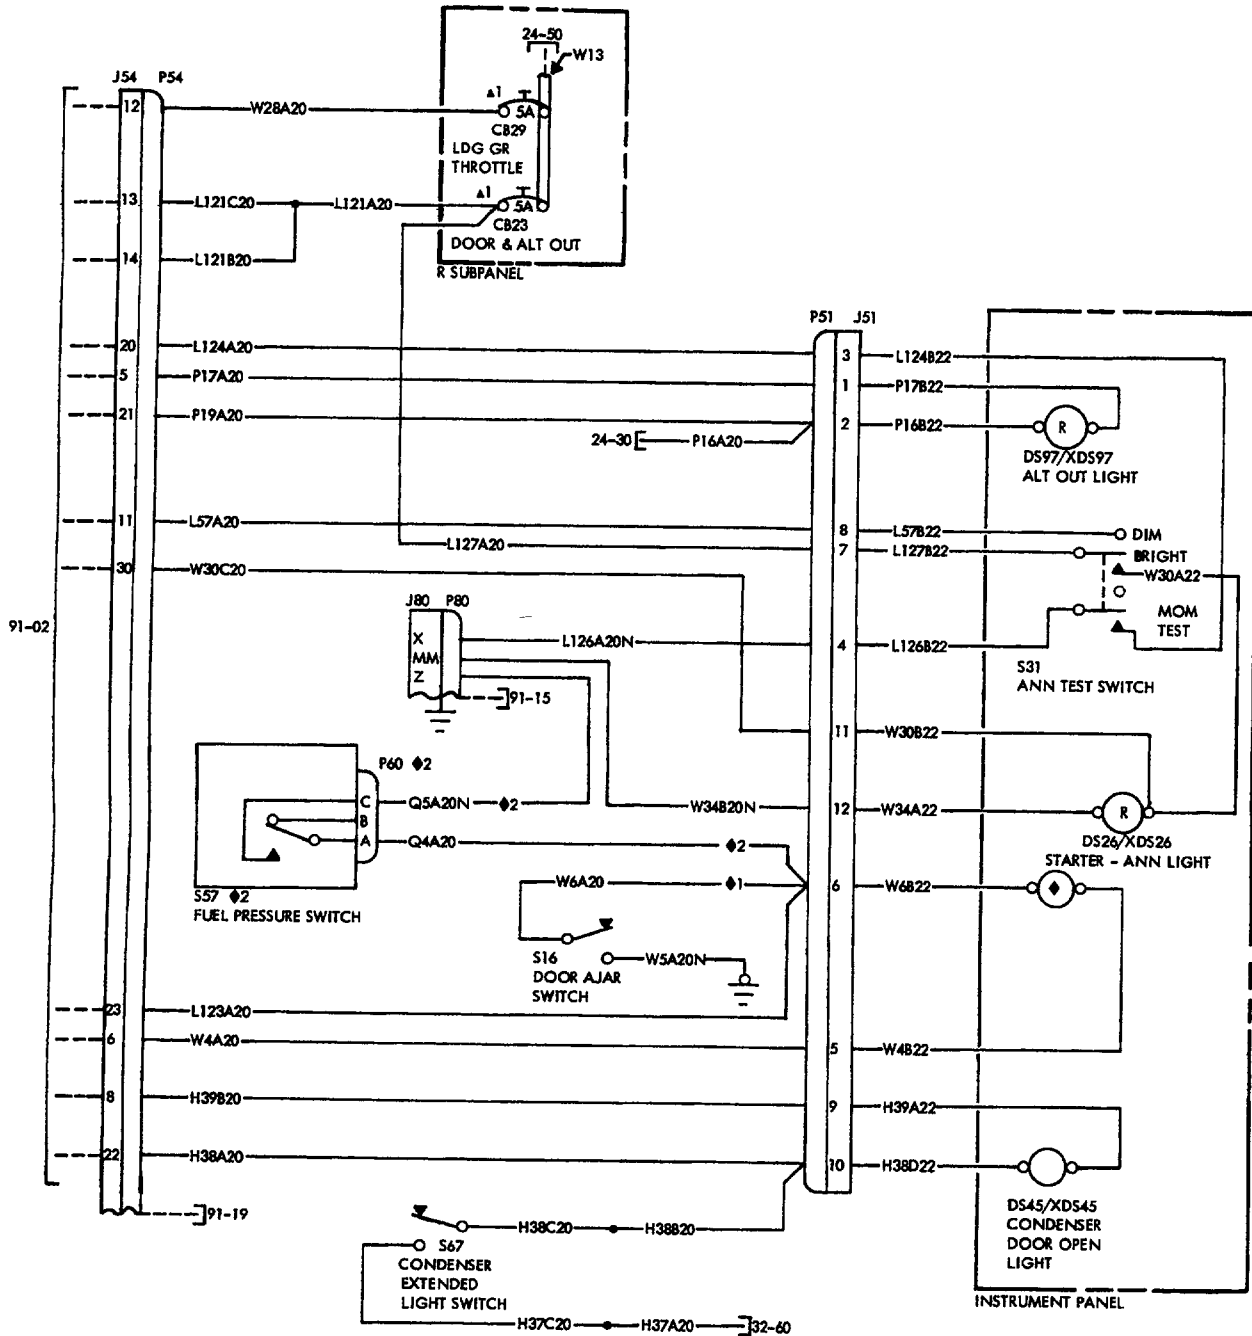 24-50
W13
J54 P54
12 W28A20 ▲1 5A
CB29
LDG GR
THROTTLE
13 L121C20 L121A20 ▲1 5A
CB23
DOOR & ALT OUT
14 L121B20
R SUBPANEL
P51 J51
20 L124A20 3 L124B22
5 P17A20 1 P17B22
21 P19A20 2 P16B22 R
24-30 P16A20
DS97/XDS97
ALT OUT LIGHT
11 L57A20 8 L57B22 DIM
L127A20 7 L127B22 BRIGHT
30 W30C20 W30A22
J80 P80
MOM
TEST
91-02
X L126A20N 4 L126B22
MM
Z
S31
ANN TEST SWITCH
91-15
11 W30B22
P60 ◆2
C Q5A20N ◆2
W34B20N 12 W34A22 R
B
A Q4A20 ◆2
DS26/XDS26
STARTER - ANN LIGHT
W6A20 ◆1 6 W6B22 ◆
S57 ◆2
FUEL PRESSURE SWITCH
S16
DOOR AJAR
SWITCH
W5A20N
23 L123A20
6 W4A20 5 W4B22
8 H39B20 9 H39A22
22 H38A20 10 H38D22
91-19
DS45/XDS45
CONDENSER
DOOR OPEN
LIGHT
H38C20 H38B20
S67
CONDENSER
EXTENDED
LIGHT SWITCH
INSTRUMENT PANEL
H37C20 H37A20 32-60